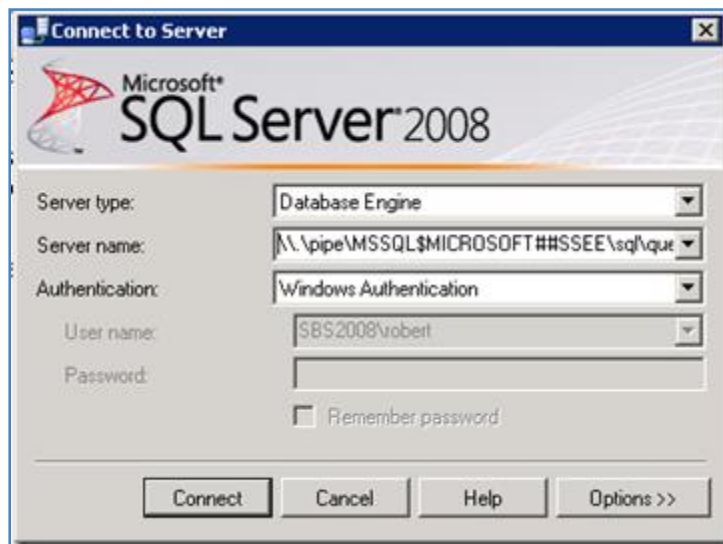 Connect to Server
Microsoft®
SQL Server®2008
Server type:
Database Engine
Server name:
\\.\pipe\MSSQL$MICROSOFT##SSEE\sql\que
Authentication:
Windows Authentication
User name:
SBS2008\robert
Password:
Remember password
Connect
Cancel
Help
Options >>